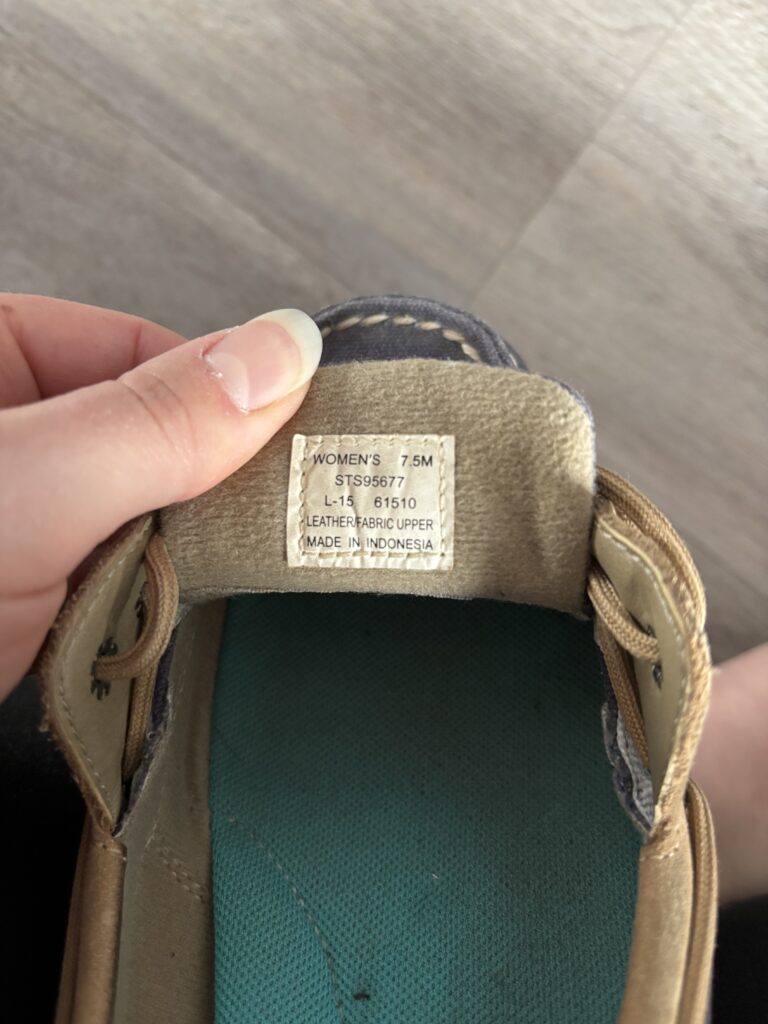 WOMEN'S 7.5M
STS95677
L-15 61510
LEATHER/FABRIC UPPER
MADE IN INDONESIA